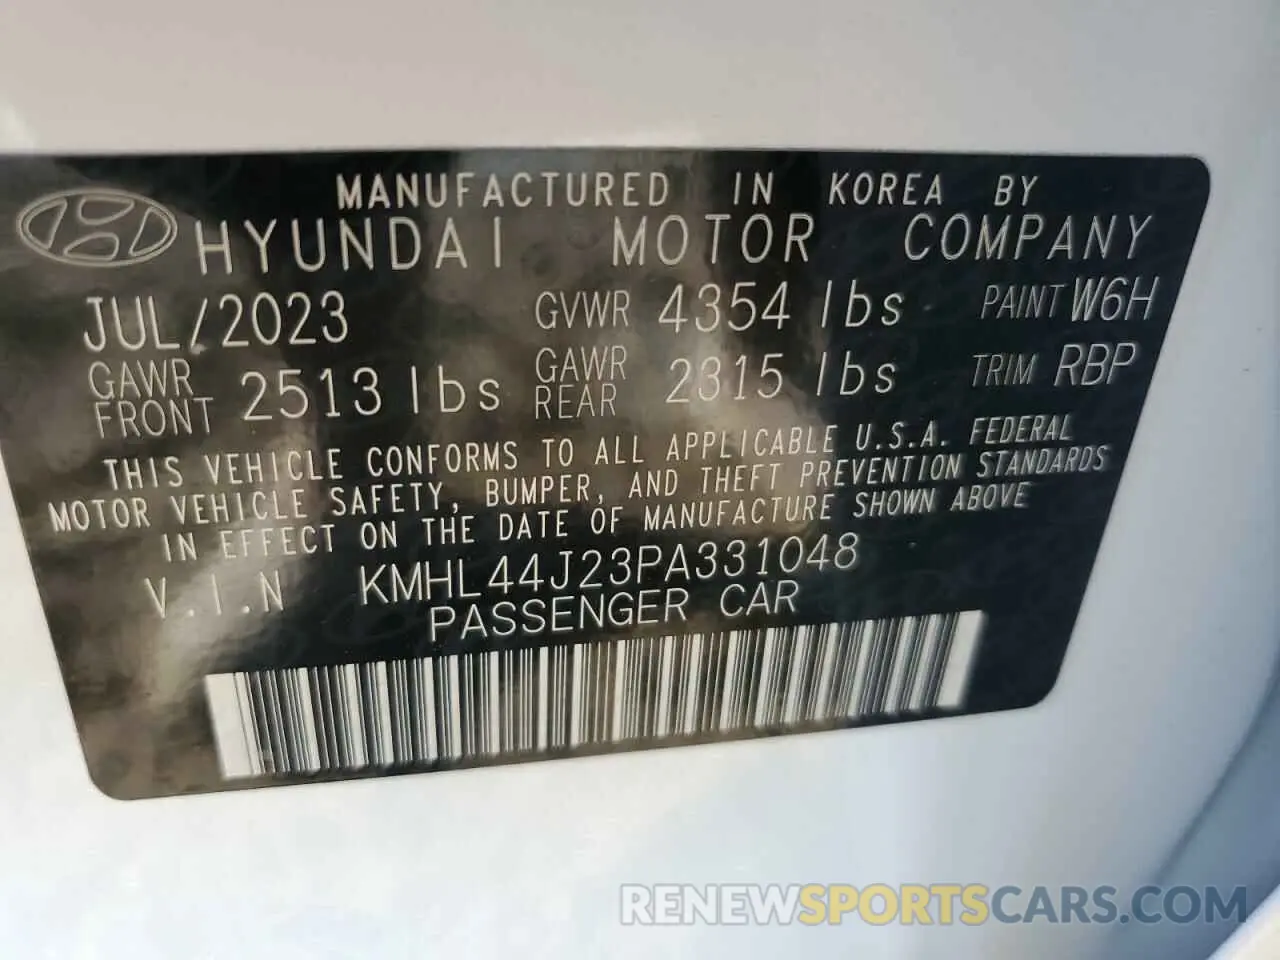 MANUFACTURED IN KOREA BY
HYUNDAI MOTOR COMPANY
JUL/2023 GVWR 4354 lbs PAINT W6H
GAWR FRONT 2513 lbs GAWR REAR 2315 lbs TRIM RBP
THIS VEHICLE CONFORMS TO ALL APPLICABLE U.S.A. FEDERAL
MOTOR VEHICLE SAFETY, BUMPER, AND THEFT PREVENTION STANDARDS
IN EFFECT ON THE DATE OF MANUFACTURE SHOWN ABOVE
V.I.N KMHL44J23PA331048
PASSENGER CAR
RENEWSPORTSCARS.COM